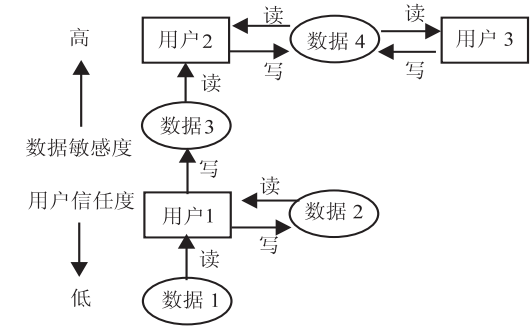 读 读
高 用户2 数据4 用户3
写 写
读
数据3
数据敏感度
写
用户信任度 读
用户1 数据2
写
读
低
数据1